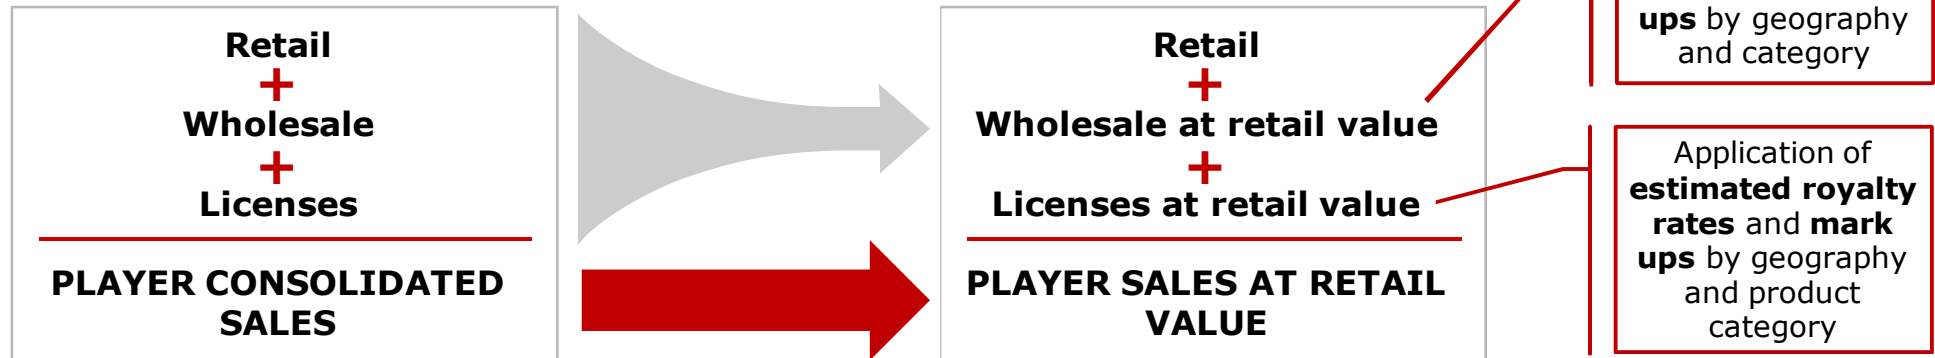 Retail
+
Wholesale
+
Licenses
PLAYER CONSOLIDATED
SALES
Retail
+
Wholesale at retail value
+
Licenses at retail value
PLAYER SALES AT RETAIL
VALUE
ups by geography
and category
Application of
estimated royalty
rates and mark
ups by geography
and product
category